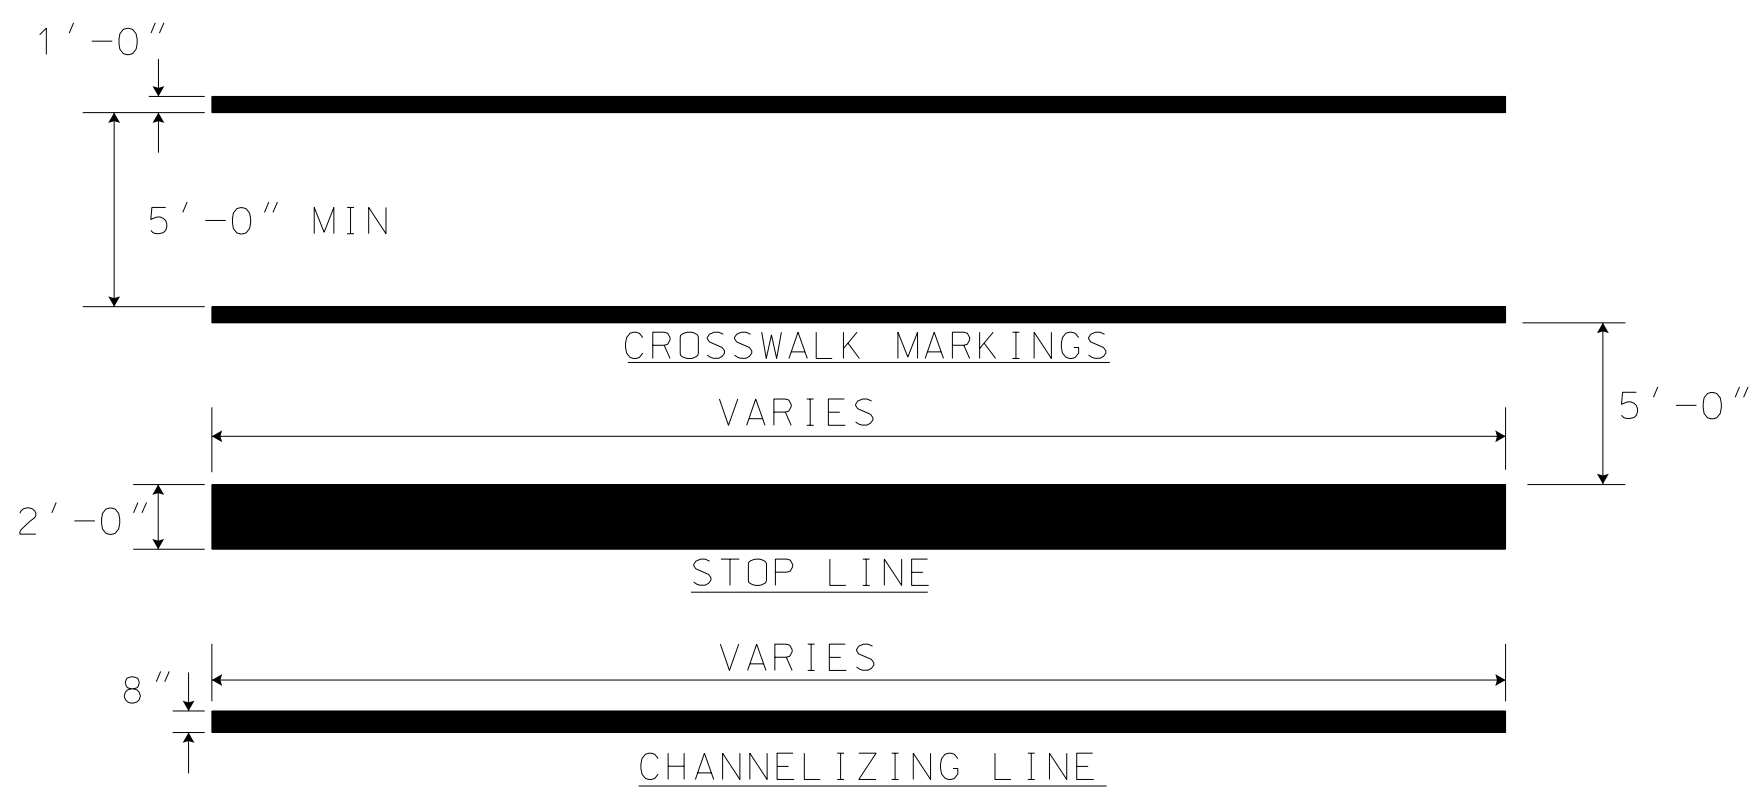 1'-0"
5'-0" MIN
CROSSWALK MARKINGS
VARIES
5'-0"
2'-0"
STOP LINE
VARIES
8"
CHANNELIZING LINE